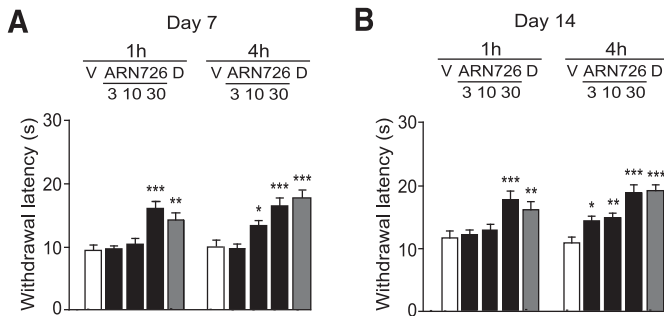 A
Day 7
1h 4h
V ARN726 D V ARN726 D
3 10 30 3 10 30
Withdrawal latency (s)
30
20
10
0
*** ** * *** ***
B
Day 14
1h 4h
V ARN726 D V ARN726 D
3 10 30 3 10 30
Withdrawal latency (s)
30
20
10
0
*** ** * ** *** ***